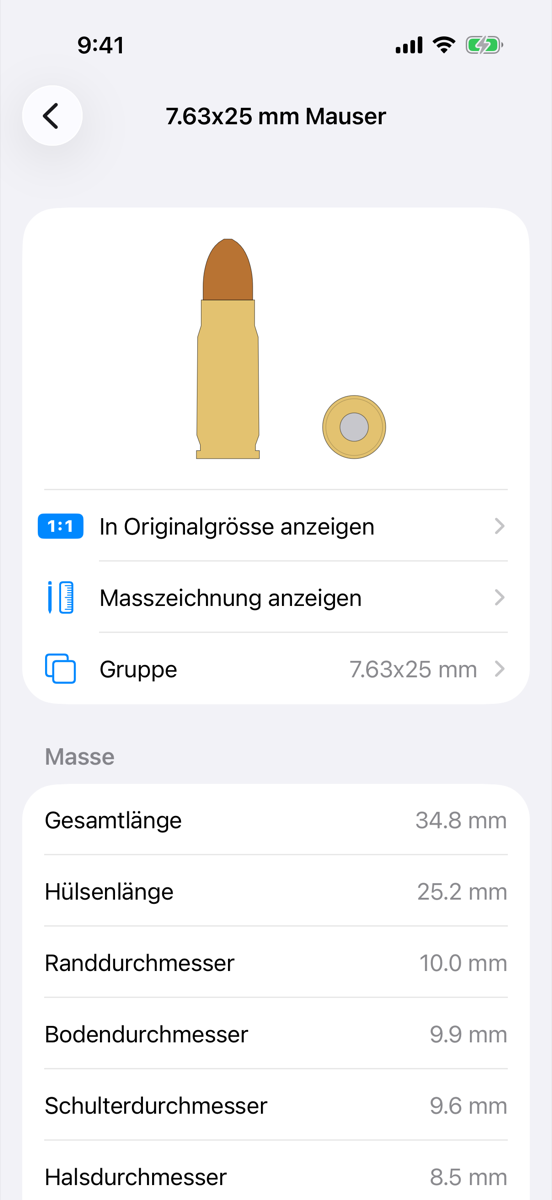 9:41
7.63x25 mm Mauser
1:1 In Originalgrösse anzeigen
Masszeichnung anzeigen
Gruppe 7.63x25 mm
Masse
Gesamtlänge 34.8 mm
Hülsenlänge 25.2 mm
Randdurchmesser 10.0 mm
Bodendurchmesser 9.9 mm
Schulterdurchmesser 9.6 mm
Halsdurchmesser 8.5 mm